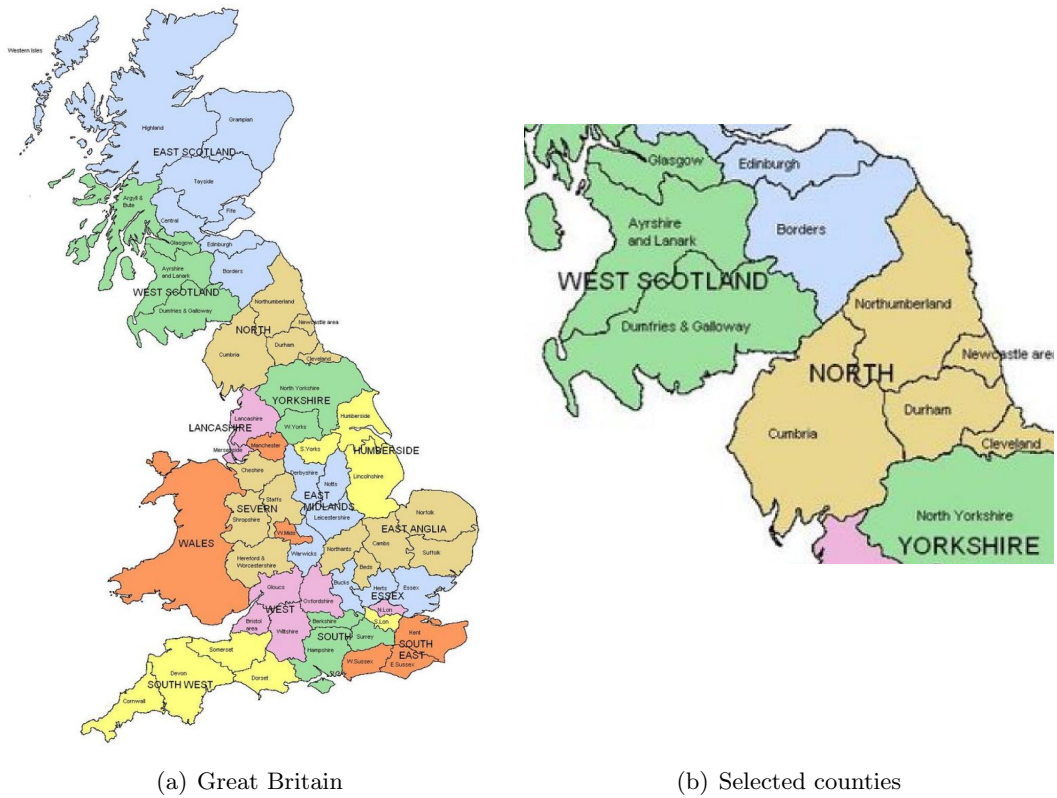 Western Isles
Highland
Grampian
EAST SCOTLAND
Tayside
Argyll &
Bute
Central
Fife
Glasgow
Edinburgh
Ayrshire
and Lanark
Borders
WEST SCOTLAND
Northumberland
Dumfries & Galloway
Newcastle area
NORTH
Durham
Cumbria
Cleveland
North Yorkshire
YORKSHIRE
Lancashire
Humberside
LANCASHIRE
W.Yorks
Merseyside
Manchester
S.Yorks
HUMBERSIDE
Cheshire
Derbyshire
Lincolnshire
Notts
Staffs
EAST
MIDLANDS
SEVERN
Norfolk
Shropshire
Leicestershire
EAST ANGLIA
W.Mids
WALES
Northants
Cambs
Suffolk
Warwicks
Hereford &
Worcestershire
Beds
Gloucs
Bucks
Herts
Essex
ESSEX
Oxfordshire
WEST
N.Lon
Bristol
area
Berkshire
S.Lon
Wiltshire
SOUTH
Surrey
Kent
SOUTH
EAST
Somerset
Hampshire
W.Sussex
E.Sussex
Devon
Dorset
SOUTH WEST
Cornwall
(a) Great Britain
Glasgow
Edinburgh
Ayrshire
and Lanark
Borders
WEST SCOTLAND
Northumberland
Dumfries & Galloway
Newcastle area
NORTH
Durham
Cumbria
Cleveland
North Yorkshire
YORKSHIRE
(b) Selected counties